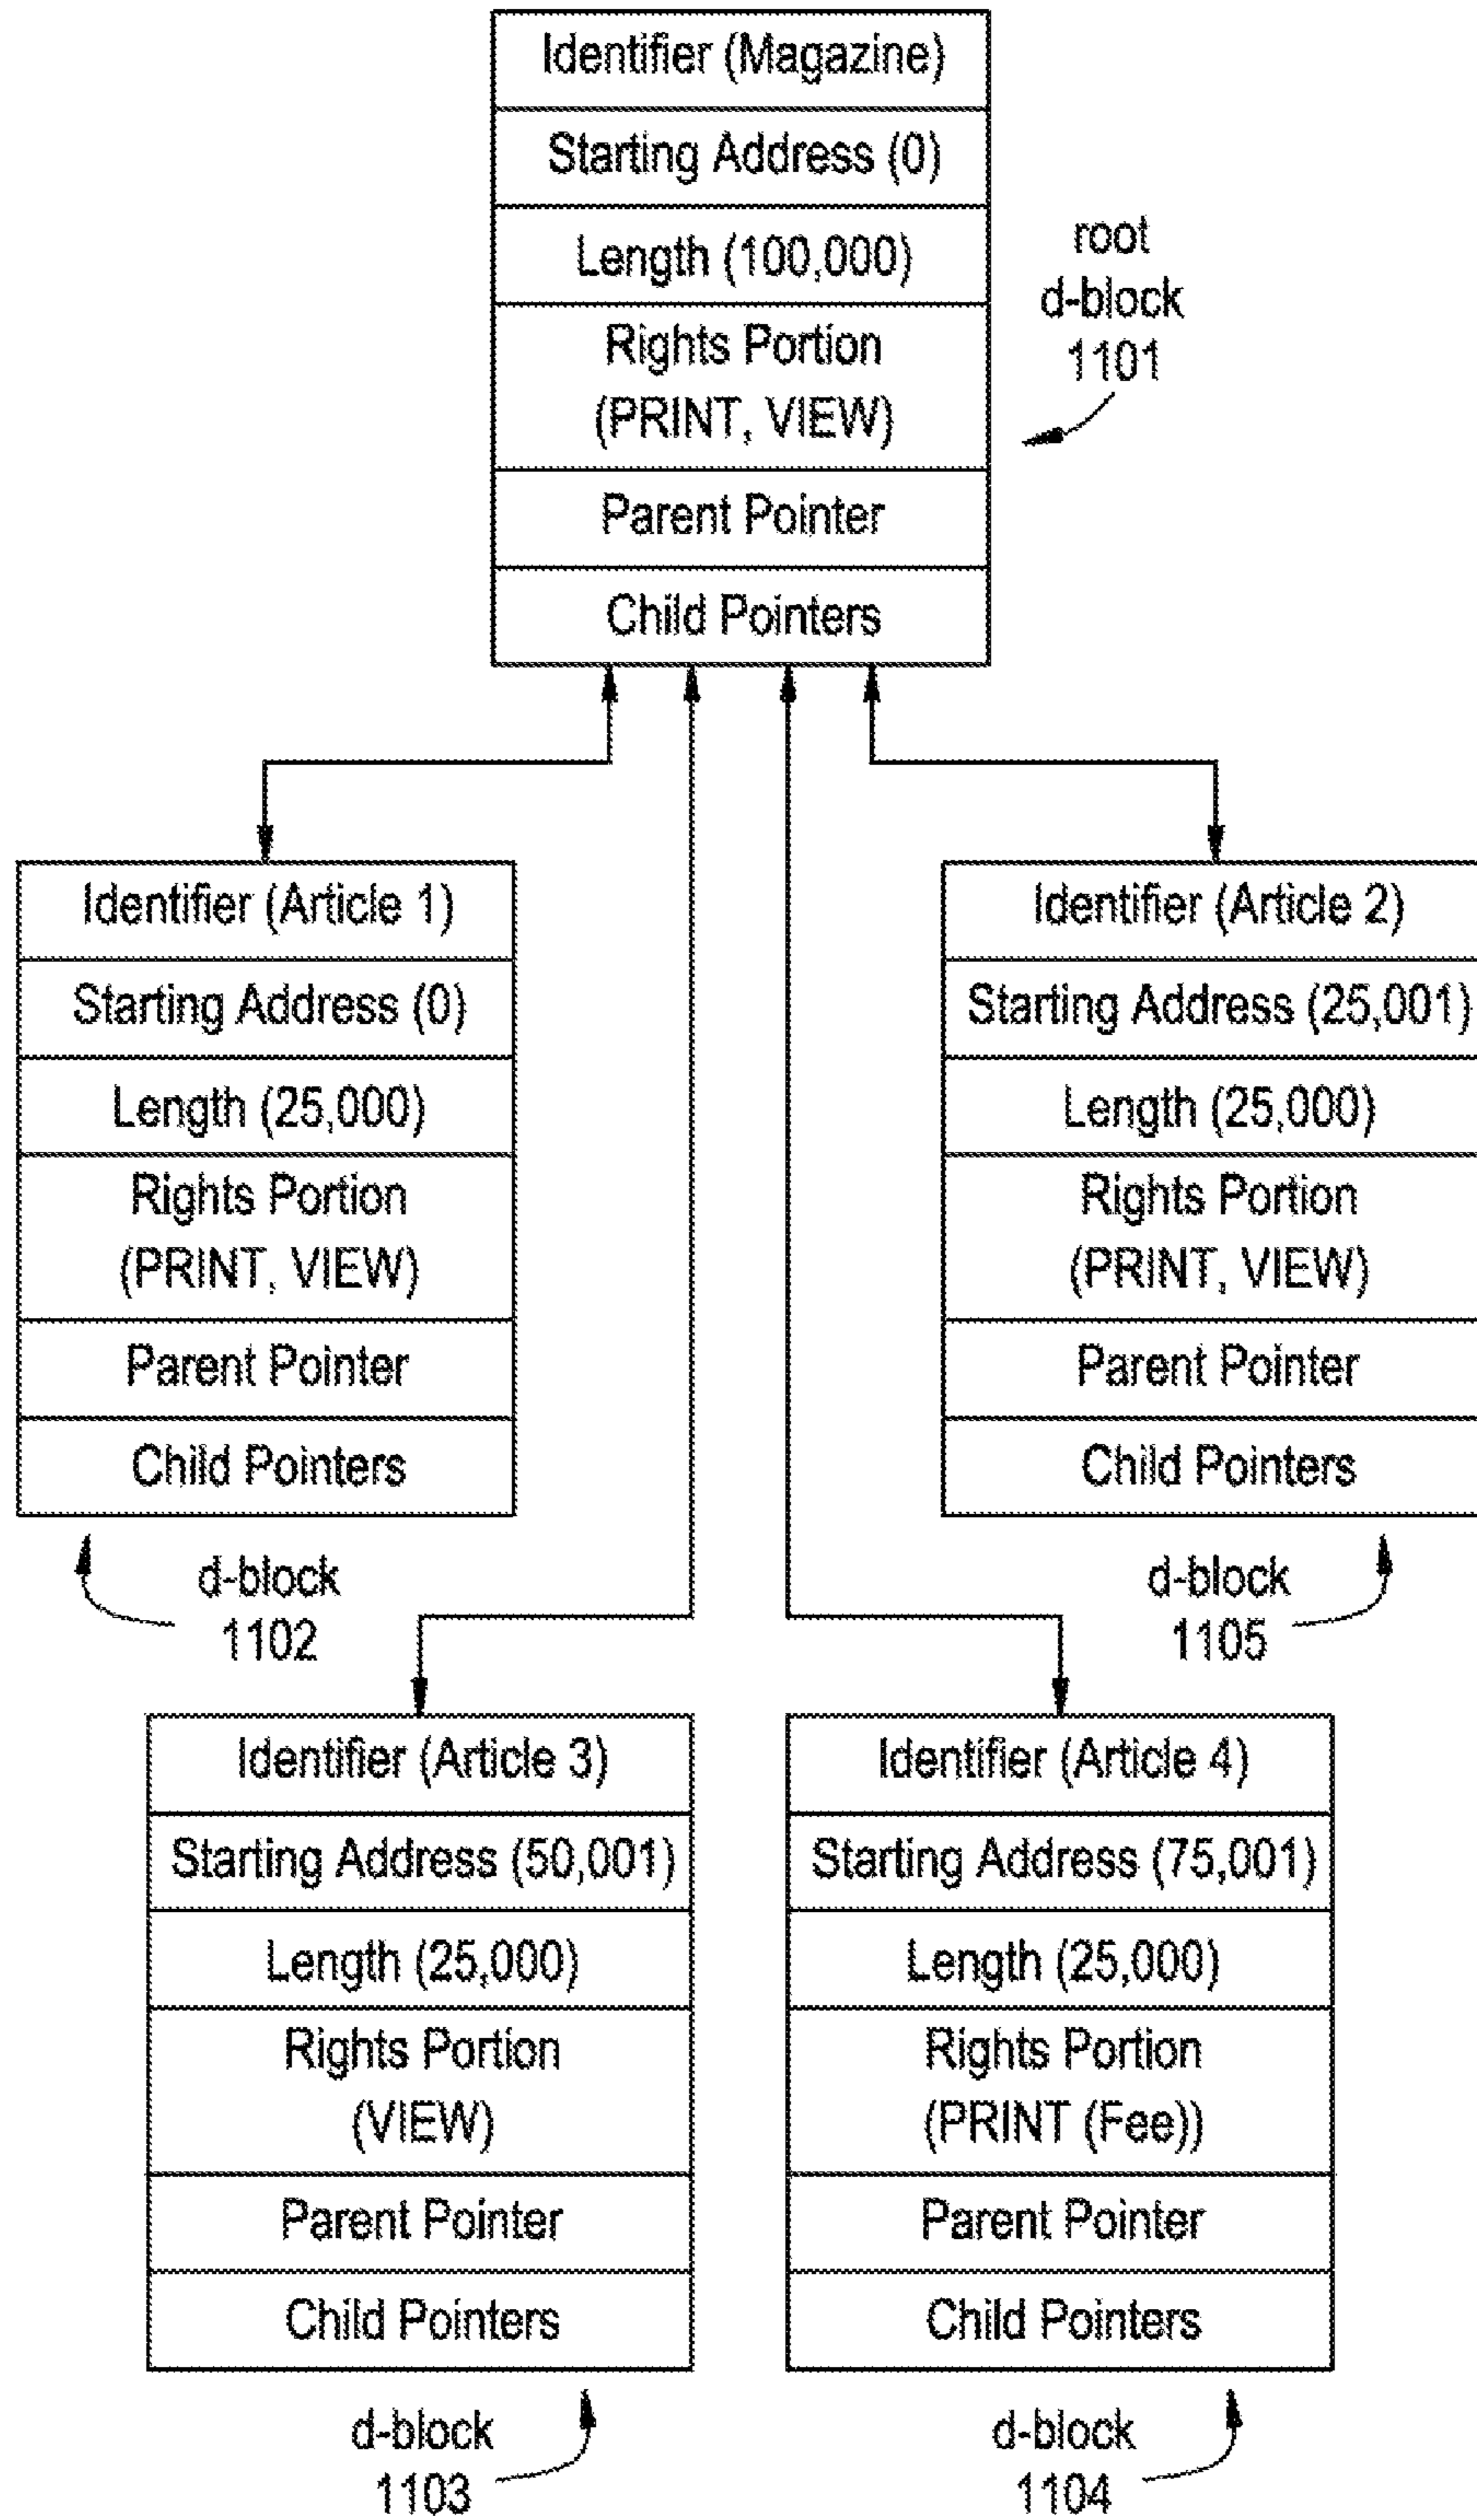 Identifier (Magazine)
Starting Address (0)
Length (100,000)
Rights Portion
(PRINT, VIEW)
Parent Pointer
Child Pointers
root
d-block
1101
Identifier (Article 1)
Starting Address (0)
Length (25,000)
Rights Portion
(PRINT, VIEW)
Parent Pointer
Child Pointers
d-block
1102
Identifier (Article 2)
Starting Address (25,001)
Length (25,000)
Rights Portion
(PRINT, VIEW)
Parent Pointer
Child Pointers
d-block
1105
Identifier (Article 3)
Starting Address (50,001)
Length (25,000)
Rights Portion
(VIEW)
Parent Pointer
Child Pointers
d-block
1103
Identifier (Article 4)
Starting Address (75,001)
Length (25,000)
Rights Portion
(PRINT (Fee))
Parent Pointer
Child Pointers
d-block
1104